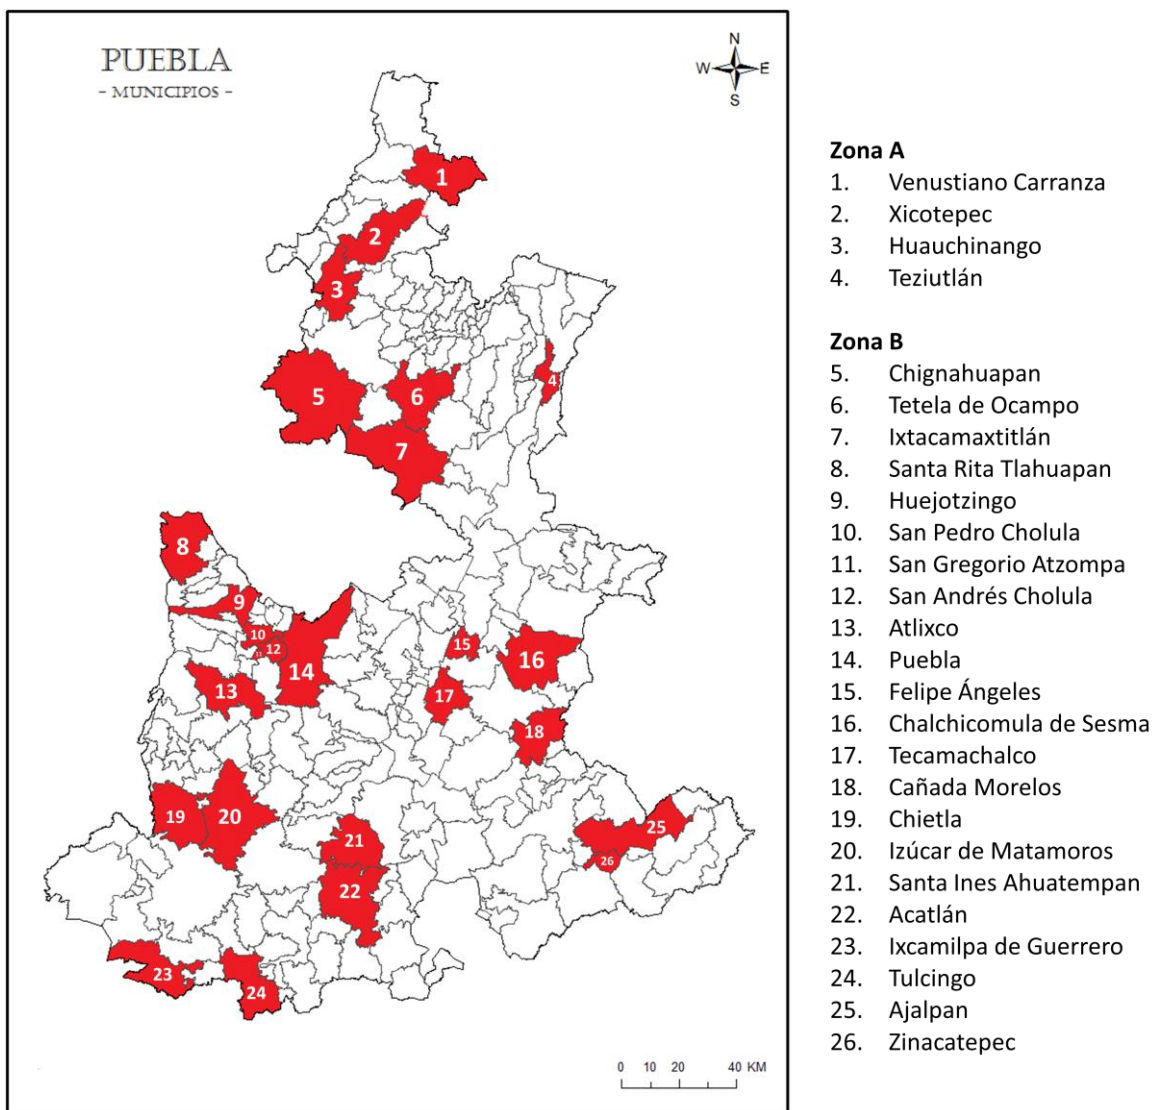 PUEBLA
- MUNICIPIOS -
N
W E
S
1
2
3
4
5
6
7
8
9
10
11
12
13
14
15
16
17
18
19
20
21
22
23
24
25
26
0 10 20 40 KM
Zona A
1. Venustiano Carranza
2. Xicotepec
3. Huauchinango
4. Teziutlán
Zona B
5. Chignahuapan
6. Tetela de Ocampo
7. Ixtacamaxtitlán
8. Santa Rita Tlahuapan
9. Huejotzingo
10. San Pedro Cholula
11. San Gregorio Atzompa
12. San Andrés Cholula
13. Atlixco
14. Puebla
15. Felipe Ángeles
16. Chalchicomula de Sesma
17. Tecamachalco
18. Cañada Morelos
19. Chietla
20. Izúcar de Matamoros
21. Santa Ines Ahuatempan
22. Acatlán
23. Ixcamilpa de Guerrero
24. Tulcingo
25. Ajalpan
26. Zinacatepec